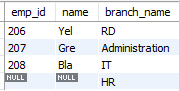 emp_id name branch_name
206 Yel RD
207 Gre Administration
208 Bla IT
NULL NULL HR